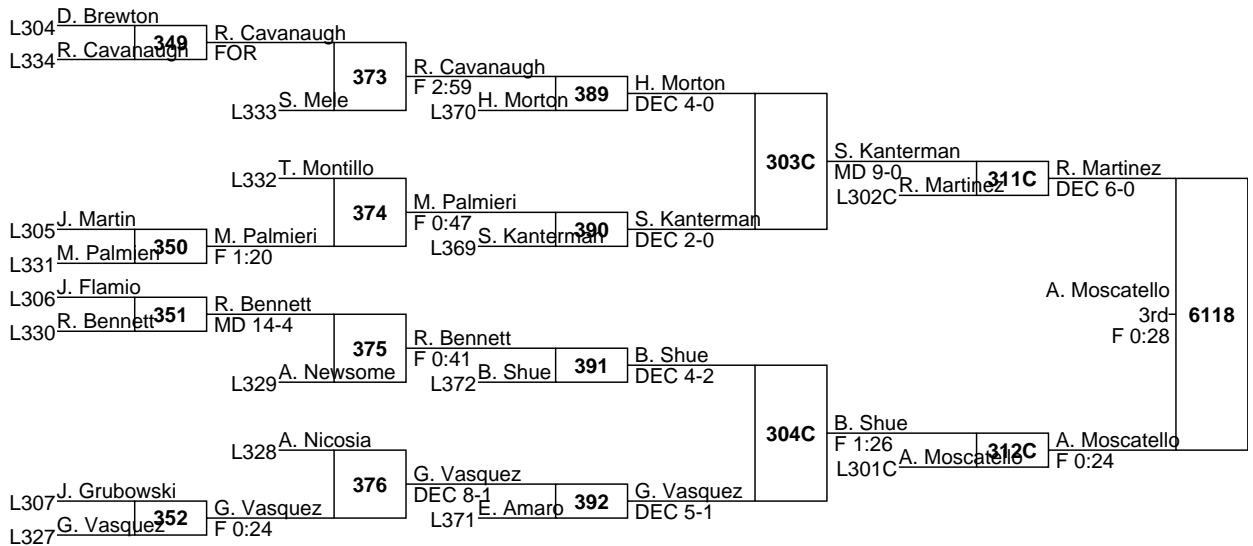 L304 D. Brewton
349
L334 R. Cavanaugh
R. Cavanaugh
FOR
373
L333 S. Mele
R. Cavanaugh
F 2:59
389
L370 H. Morton
H. Morton
DEC 4-0
303C
L332 T. Montillo
374
L305 J. Martin
350
L331 M. Palmieri
M. Palmieri
F 1:20
M. Palmieri
F 0:47
390
L369 S. Kanterman
S. Kanterman
DEC 2-0
S. Kanterman
MD 9-0
311C
L302C R. Martinez
R. Martinez
DEC 6-0
L306 J. Flamio
351
L330 R. Bennett
R. Bennett
MD 14-4
375
L329 A. Newsome
R. Bennett
F 0:41
391
L372 B. Shue
B. Shue
DEC 4-2
304C
L328 A. Nicosia
376
L307 J. Grubowski
352
L327 G. Vasquez
G. Vasquez
F 0:24
G. Vasquez
DEC 8-1
392
L371 E. Amaro
G. Vasquez
DEC 5-1
B. Shue
F 1:26
312C
L301C A. Moscatello
A. Moscatello
F 0:24
A. Moscatello
3rd
F 0:28
6118